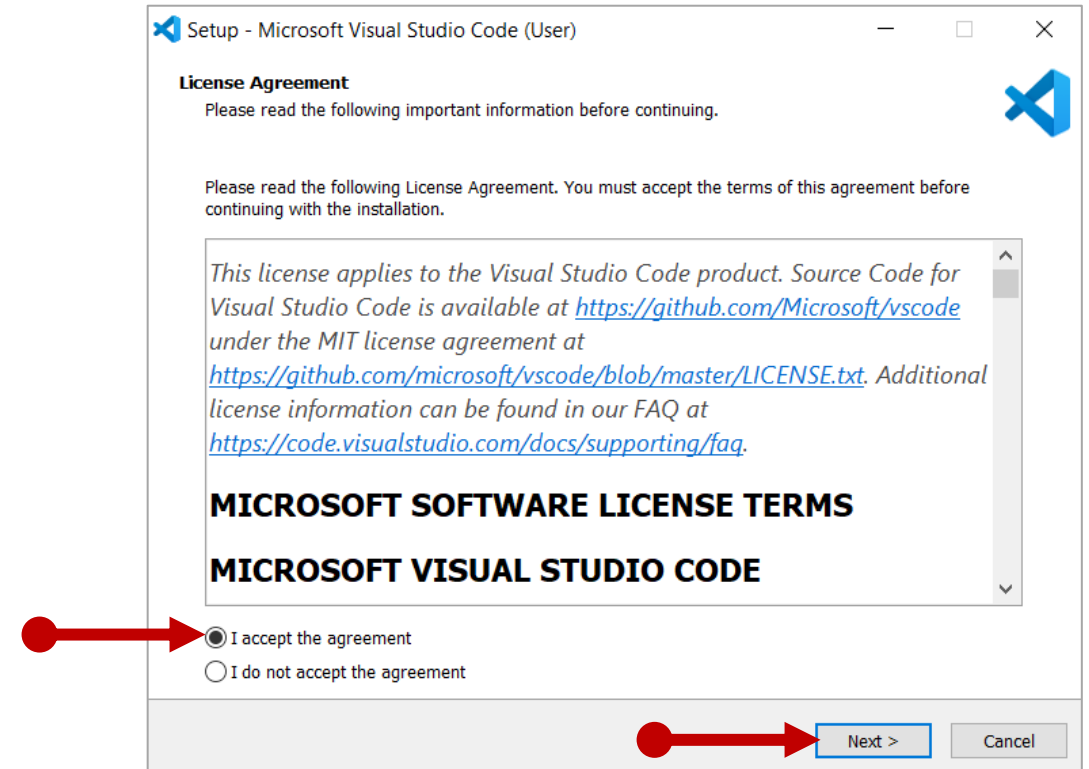 Setup - Microsoft Visual Studio Code (User)
License Agreement
Please read the following important information before continuing.
Please read the following License Agreement. You must accept the terms of this agreement before
continuing with the installation.
This license applies to the Visual Studio Code product. Source Code for
Visual Studio Code is available at https://github.com/Microsoft/vscode
under the MIT license agreement at
https://github.com/microsoft/vscode/blob/master/LICENSE.txt. Additional
license information can be found in our FAQ at
https://code.visualstudio.com/docs/supporting/faq.
MICROSOFT SOFTWARE LICENSE TERMS
MICROSOFT VISUAL STUDIO CODE
I accept the agreement
I do not accept the agreement
Next > Cancel